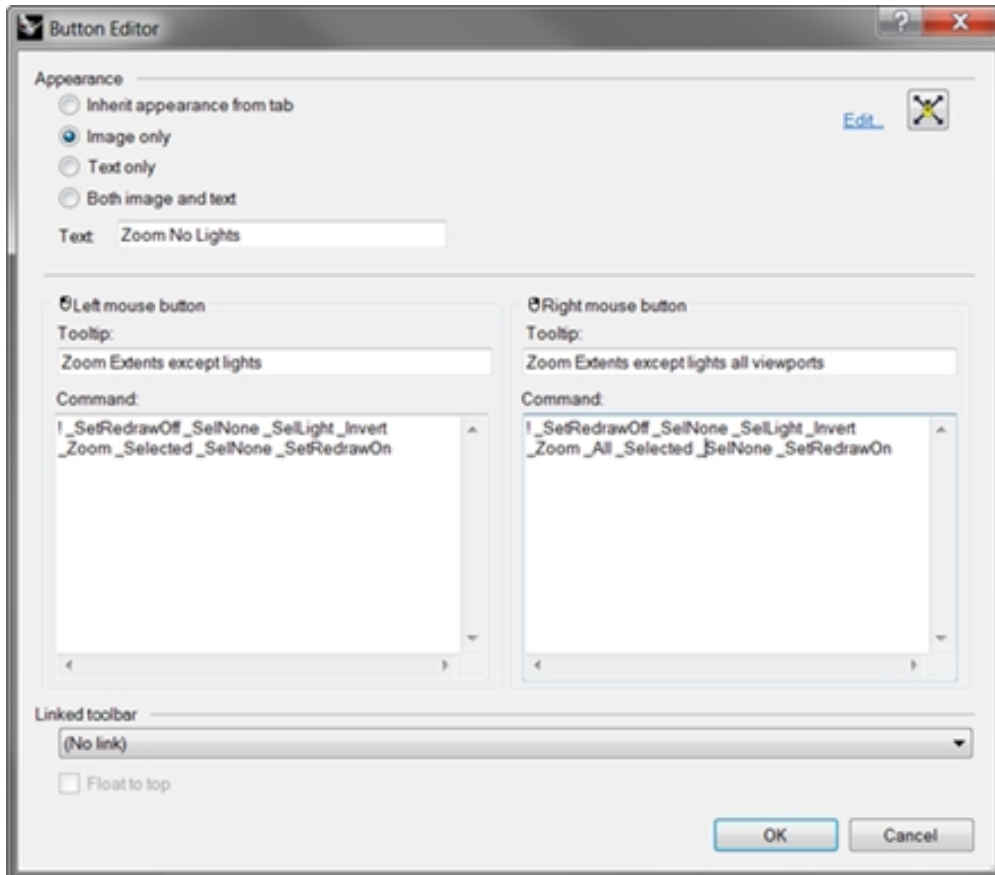 Button Editor
?
Appearance
Inherit appearance from tab
Image only
Edit...
Text only
Both image and text
Text Zoom No Lights
Left mouse button
Tooltip:
Zoom Extents except lights
Command:
! _SetRedrawOff _SelNone _SelLight _Invert
_Zoom _Selected _SelNone _SetRedrawOn
Right mouse button
Tooltip:
Zoom Extents except lights all viewports
Command:
! _SetRedrawOff _SelNone _SelLight _Invert
_Zoom _All _Selected _SelNone _SetRedrawOn
Linked toolbar
(No link)
Float to top
OK
Cancel